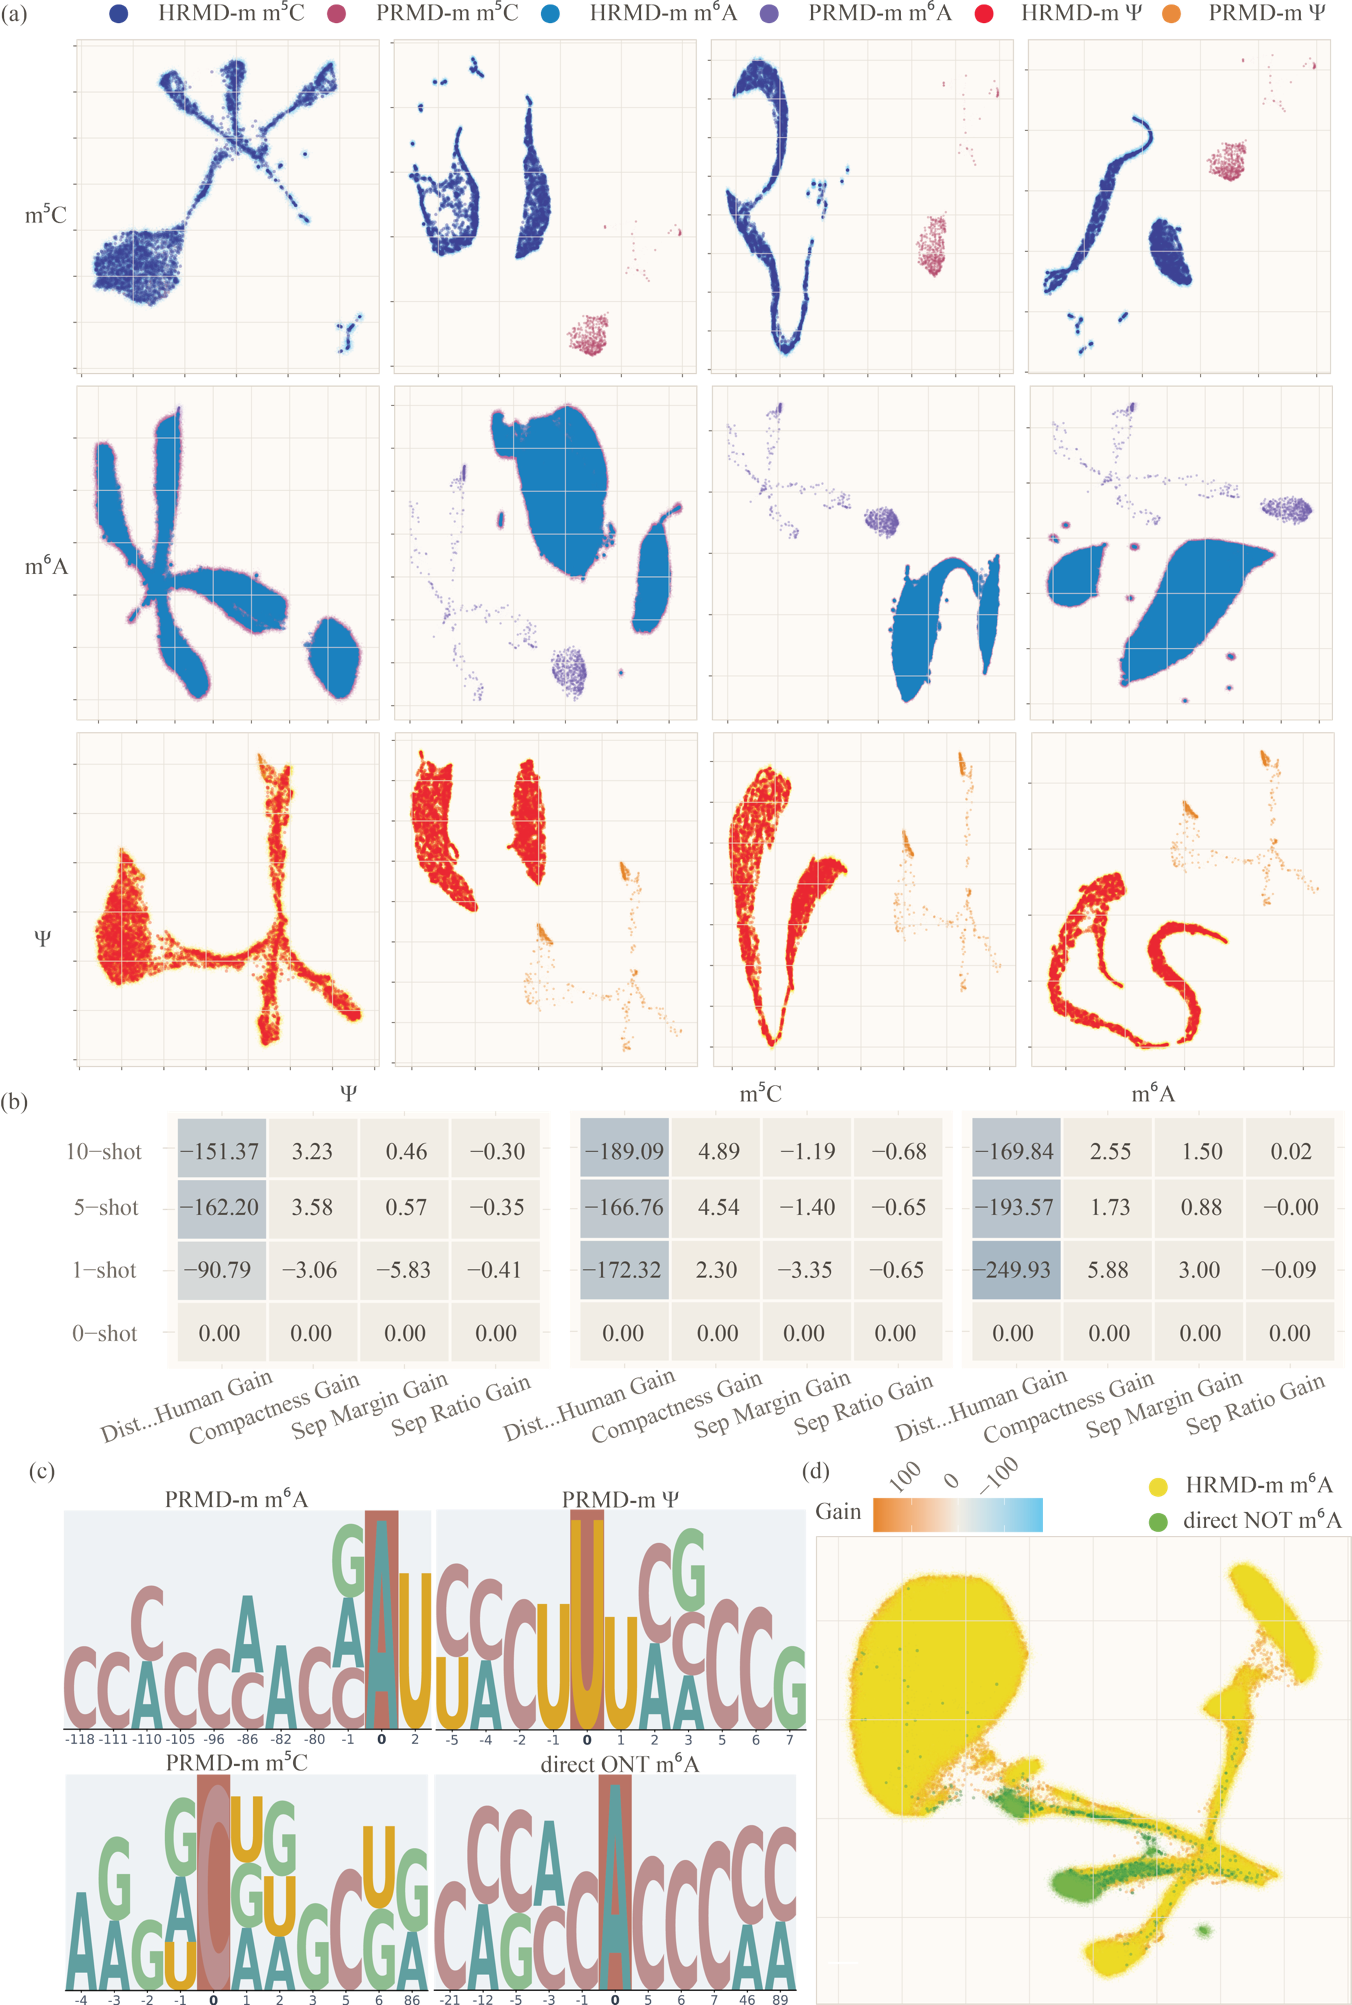 (a) HRMD-m m⁵C PRMD-m m⁵C HRMD-m m⁶A PRMD-m m⁶A HRMD-m Ψ PRMD-m Ψ
m⁵C
m⁶A
Ψ
(b) Ψ m⁵C m⁶A
10−shot −151.37 3.23 0.46 −0.30 −189.09 4.89 −1.19 −0.68 −169.84 2.55 1.50 0.02
5−shot −162.20 3.58 0.57 −0.35 −166.76 4.54 −1.40 −0.65 −193.57 1.73 0.88 −0.00
1−shot −90.79 −3.06 −5.83 −0.41 −172.32 2.30 −3.35 −0.65 −249.93 5.88 3.00 −0.09
0−shot 0.00 0.00 0.00 0.00 0.00 0.00 0.00 0.00 0.00 0.00 0.00 0.00
Dist...Human Gain Compactness Gain Sep Margin Gain Sep Ratio Gain Dist...Human Gain Compactness Gain Sep Margin Gain Sep Ratio Gain Dist...Human Gain Compactness Gain Sep Margin Gain Sep Ratio Gain
(c)
PRMD-m m⁶A
C C C A C C A C A C G A C A U
-118 -111 -110 -105 -96 -86 -82 -80 -1 0 2
PRMD-m Ψ
C U C A C U U U C A G C A C C G
-5 -4 -2 -1 0 1 2 3 5 6 7
PRMD-m m⁵C
A G A G G A U C U G A G U A G C U G G A
-4 -3 -2 -1 0 1 2 3 5 6 86
direct ONT m⁶A
C C A C G A C C A C C C C A C A
-21 -12 -5 -3 -1 0 5 6 7 46 89
(d)
Gain 100 0 −100
HRMD-m m⁶A
direct NOT m⁶A